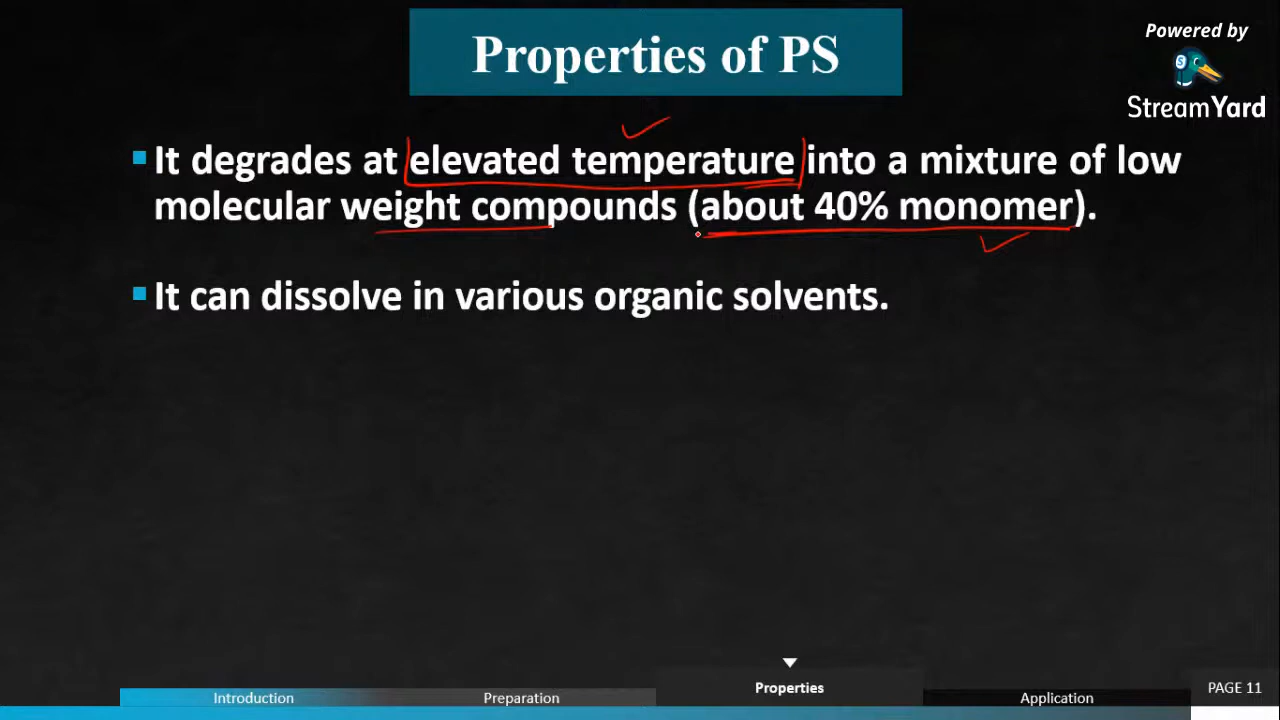 Properties of PS
Powered by
StreamYard
It degrades at elevated temperature into a mixture of low
molecular weight compounds (about 40% monomer).
It can dissolve in various organic solvents.
Introduction
Preparation
Properties
Application
PAGE 11